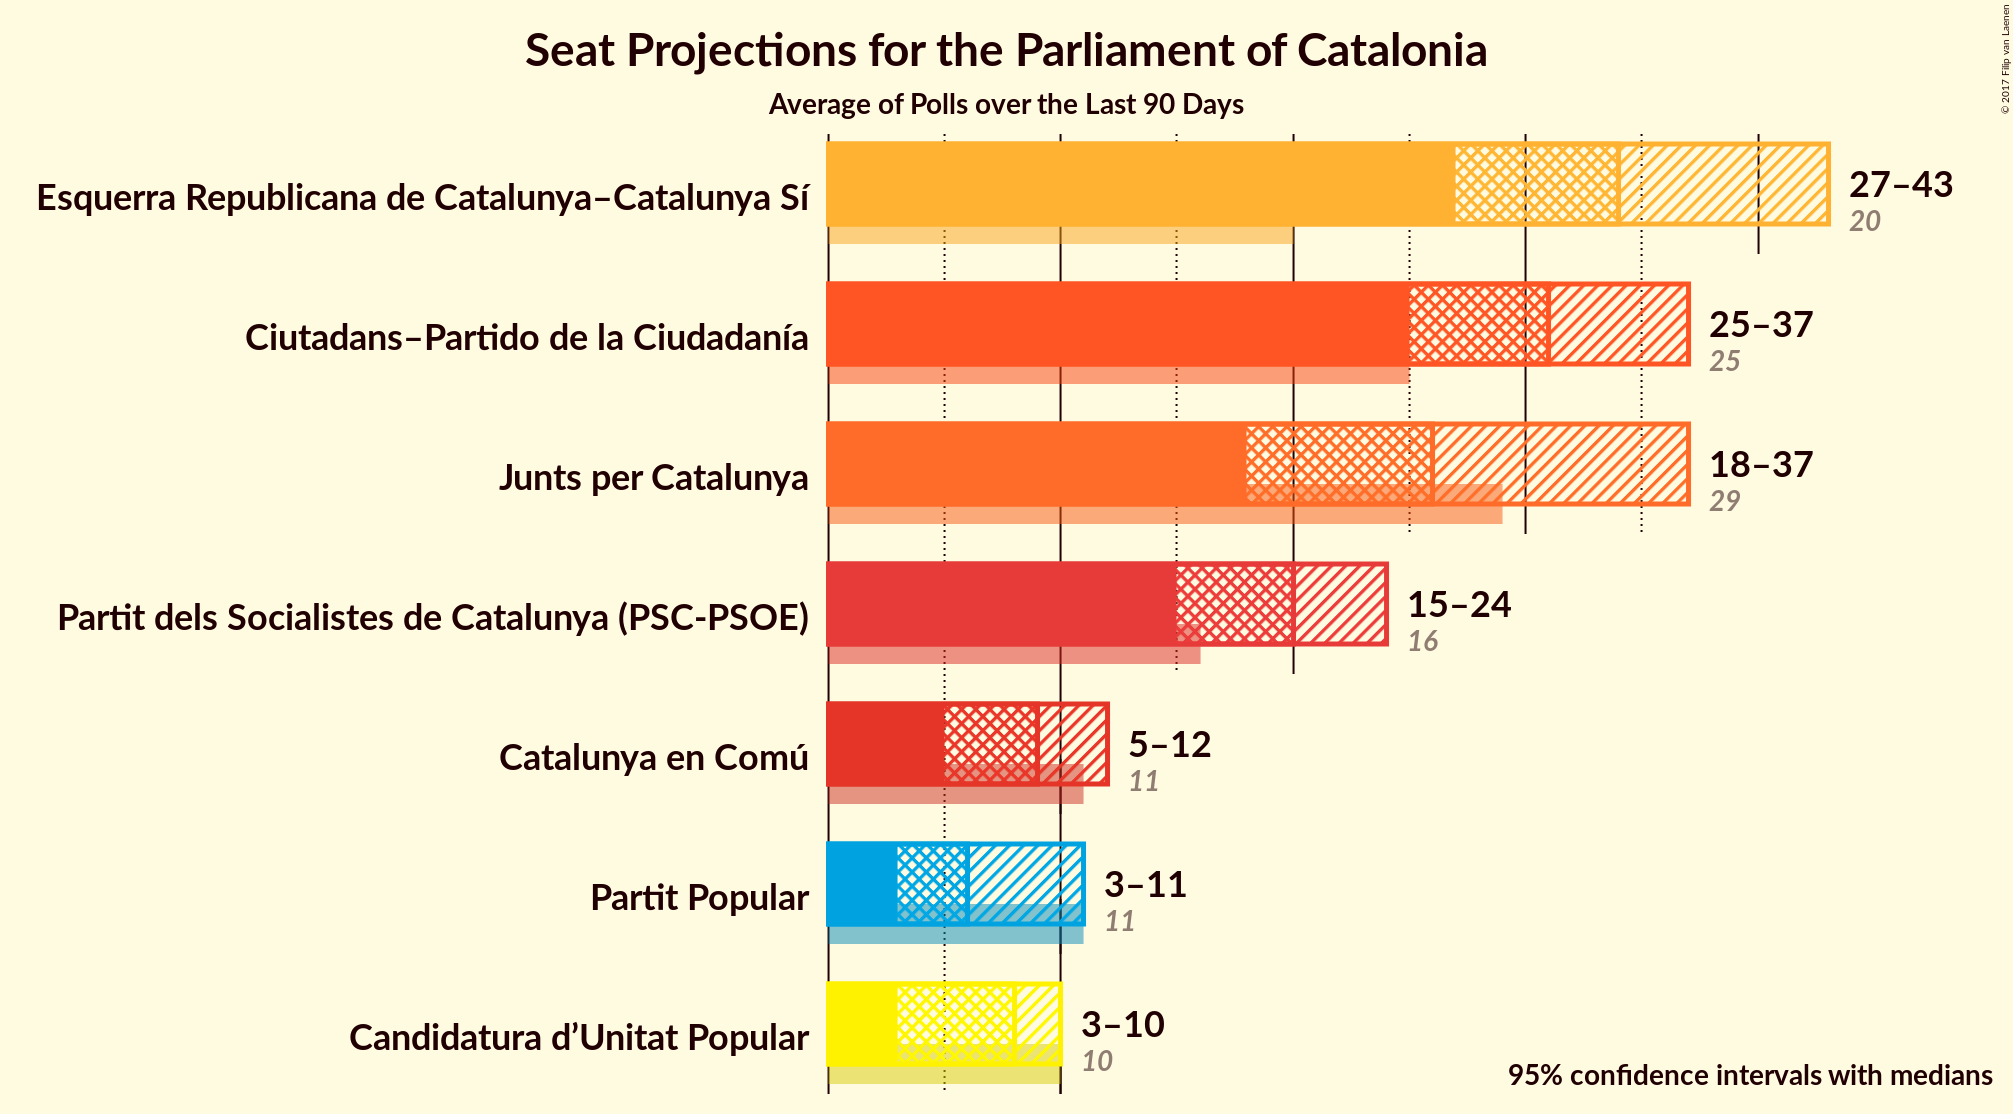 Seat Projections for the Parliament of Catalonia
Average of Polls over the Last 90 Days
© 2017 Filip van Laenen
Esquerra Republicana de Catalunya–Catalunya Sí
27–43
20
Ciutadans–Partido de la Ciudadanía
25–37
25
Junts per Catalunya
18–37
29
Partit dels Socialistes de Catalunya (PSC-PSOE)
15–24
16
Catalunya en Comú
5–12
11
Partit Popular
3–11
11
Candidatura d’Unitat Popular
3–10
10
95% confidence intervals with medians